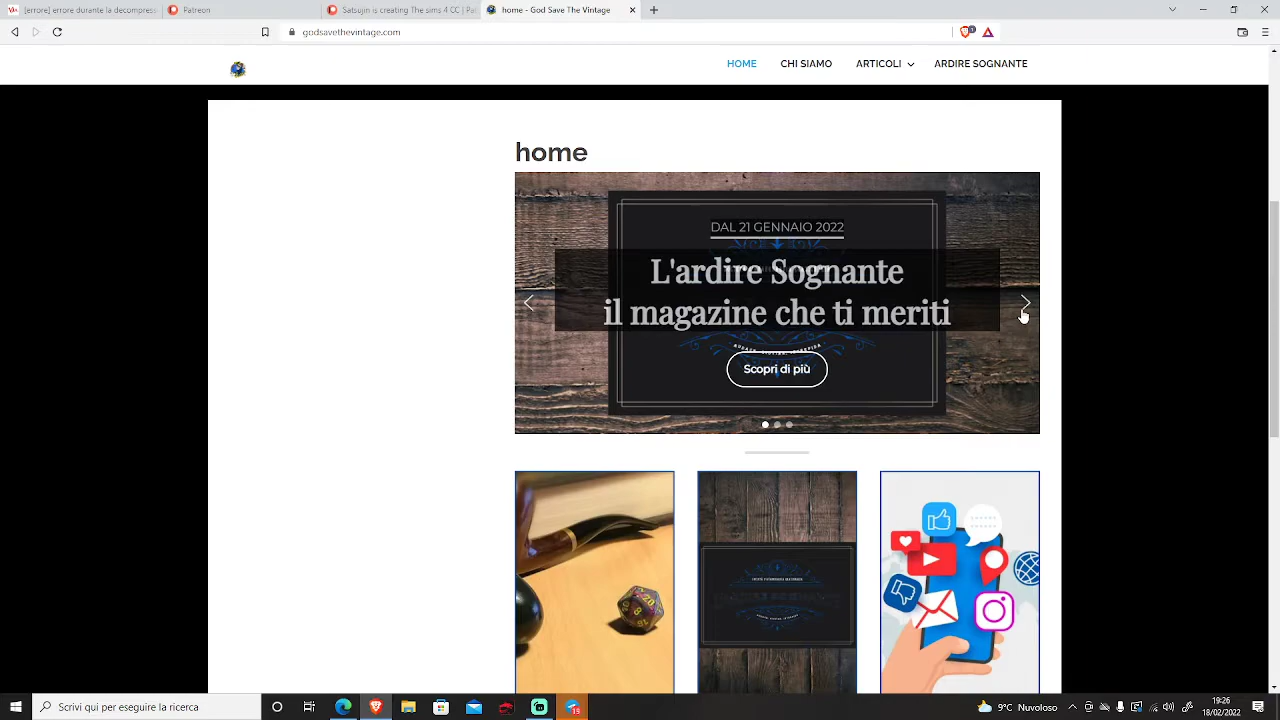 [errore] errore durante la decompress
Patreon
Satsujin is creating The sims 4 CC | Pat
home - God Save The Vintage
godsavethevintage.com
HOME
CHI SIAMO
ARTICOLI
ARDIRE SOGNANTE
home
DAL 21 GENNAIO 2022
L'ardire Sognante
il magazine che ti meriti
Scopri di più
Scrivi qui per eseguire la ricerca
9°C Nuvoloso
19:26
18/02/2022